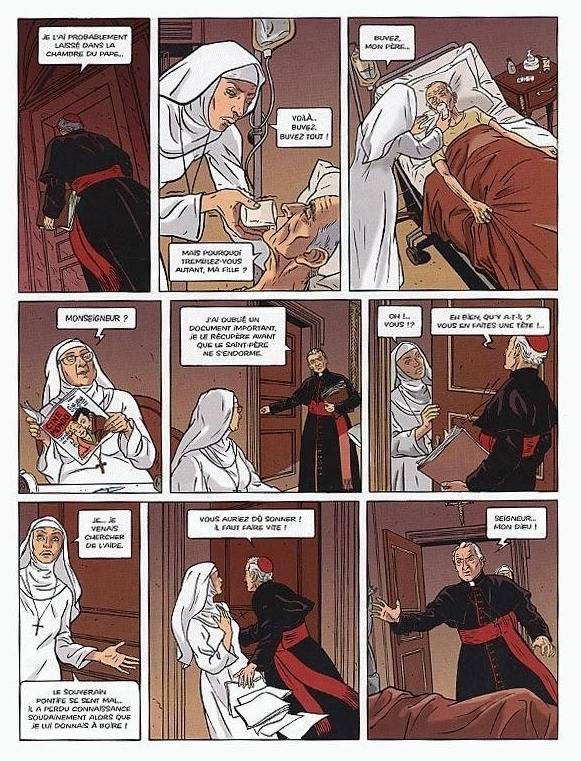 JE L'AI PROBABLEMENT
LAISSÉ DANS LA
CHAMBRE DU PAPE...
VOILÀ..
BUVEZ,
BUVEZ TOUT !
MAIS POURQUOI
TREMBLEZ-VOUS
AUTANT, MA FILLE ?
BUVEZ,
MON PÈRE...
MONSEIGNEUR ?
J'AI OUBLIÉ UN
DOCUMENT IMPORTANT,
JE LE RÉCUPÈRE AVANT
QUE LE SAINT-PÈRE
NE S'ENDORME.
OH !..
VOUS !?
EH BIEN, QU'Y A-T-IL ?
VOUS EN FAITES UNE TÊTE !..
JE... JE
VENAIS
CHERCHER
DE L'AIDE.
LE SOUVERAIN
PONTIFE SE SENT MAL...
IL A PERDU CONNAISSANCE
SOUDAINEMENT ALORS QUE
JE LUI DONNAIS À BOIRE !
VOUS AURIEZ DÛ SONNER !
IL FAUT FAIRE VITE !
SEIGNEUR...
MON DIEU !